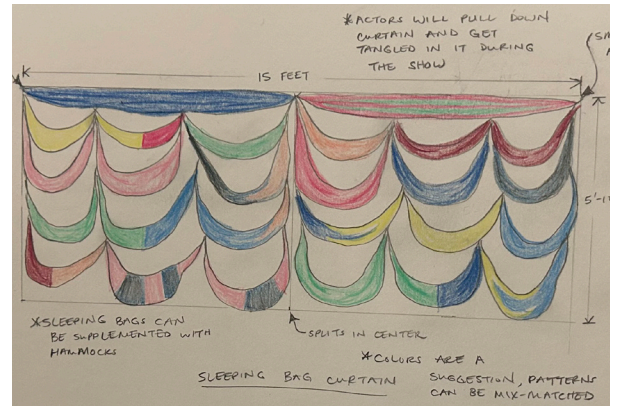 *ACTORS WILL PULL DOWN
CURTAIN AND GET
TANGLED IN IT DURING
THE SHOW
15 FEET
*SLEEPING BAGS CAN
BE SUPPLEMENTED WITH
HAMMOCKS
SPLITS IN CENTER
SLEEPING BAG CURTAIN
*COLORS ARE A
SUGGESTION, PATTERNS
CAN BE MIX-MATCHED